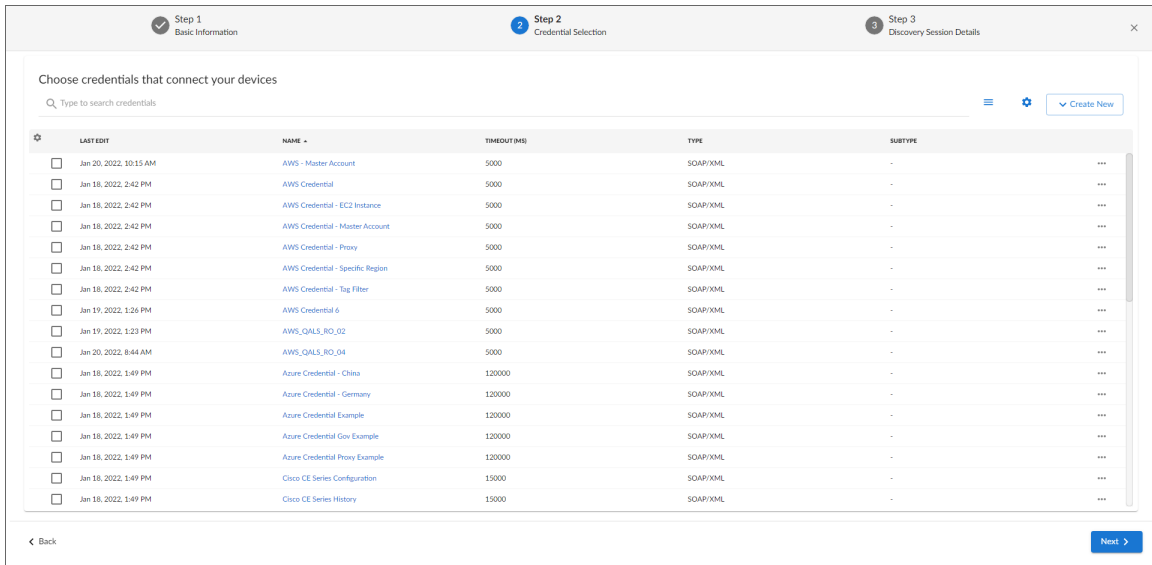 Step 1
Basic Information
2
Step 2
Credential Selection
3
Step 3
Discovery Session Details
Choose credentials that connect your devices
Type to search credentials
Create New
LAST EDIT NAME TIMEOUT (MS) TYPE SUBTYPE
Jan 20, 2022, 10:15 AM AWS - Master Account 5000 SOAP/XML -
Jan 18, 2022, 2:42 PM AWS Credential 5000 SOAP/XML -
Jan 18, 2022, 2:42 PM AWS Credential - EC2 Instance 5000 SOAP/XML -
Jan 18, 2022, 2:42 PM AWS Credential - Master Account 5000 SOAP/XML -
Jan 18, 2022, 2:42 PM AWS Credential - Proxy 5000 SOAP/XML -
Jan 18, 2022, 2:42 PM AWS Credential - Specific Region 5000 SOAP/XML -
Jan 18, 2022, 2:42 PM AWS Credential - Tag Filter 5000 SOAP/XML -
Jan 19, 2022, 1:26 PM AWS Credential 6 5000 SOAP/XML -
Jan 19, 2022, 1:23 PM AWS_QALS_RO_02 5000 SOAP/XML -
Jan 20, 2022, 8:44 AM AWS_QALS_RO_04 5000 SOAP/XML -
Jan 18, 2022, 1:49 PM Azure Credential - China 120000 SOAP/XML -
Jan 18, 2022, 1:49 PM Azure Credential - Germany 120000 SOAP/XML -
Jan 18, 2022, 1:49 PM Azure Credential Example 120000 SOAP/XML -
Jan 18, 2022, 1:49 PM Azure Credential Gov Example 120000 SOAP/XML -
Jan 18, 2022, 1:49 PM Azure Credential Proxy Example 120000 SOAP/XML -
Jan 18, 2022, 1:49 PM Cisco CE Series Configuration 15000 SOAP/XML -
Jan 18, 2022, 1:49 PM Cisco CE Series History 15000 SOAP/XML -
Back
Next